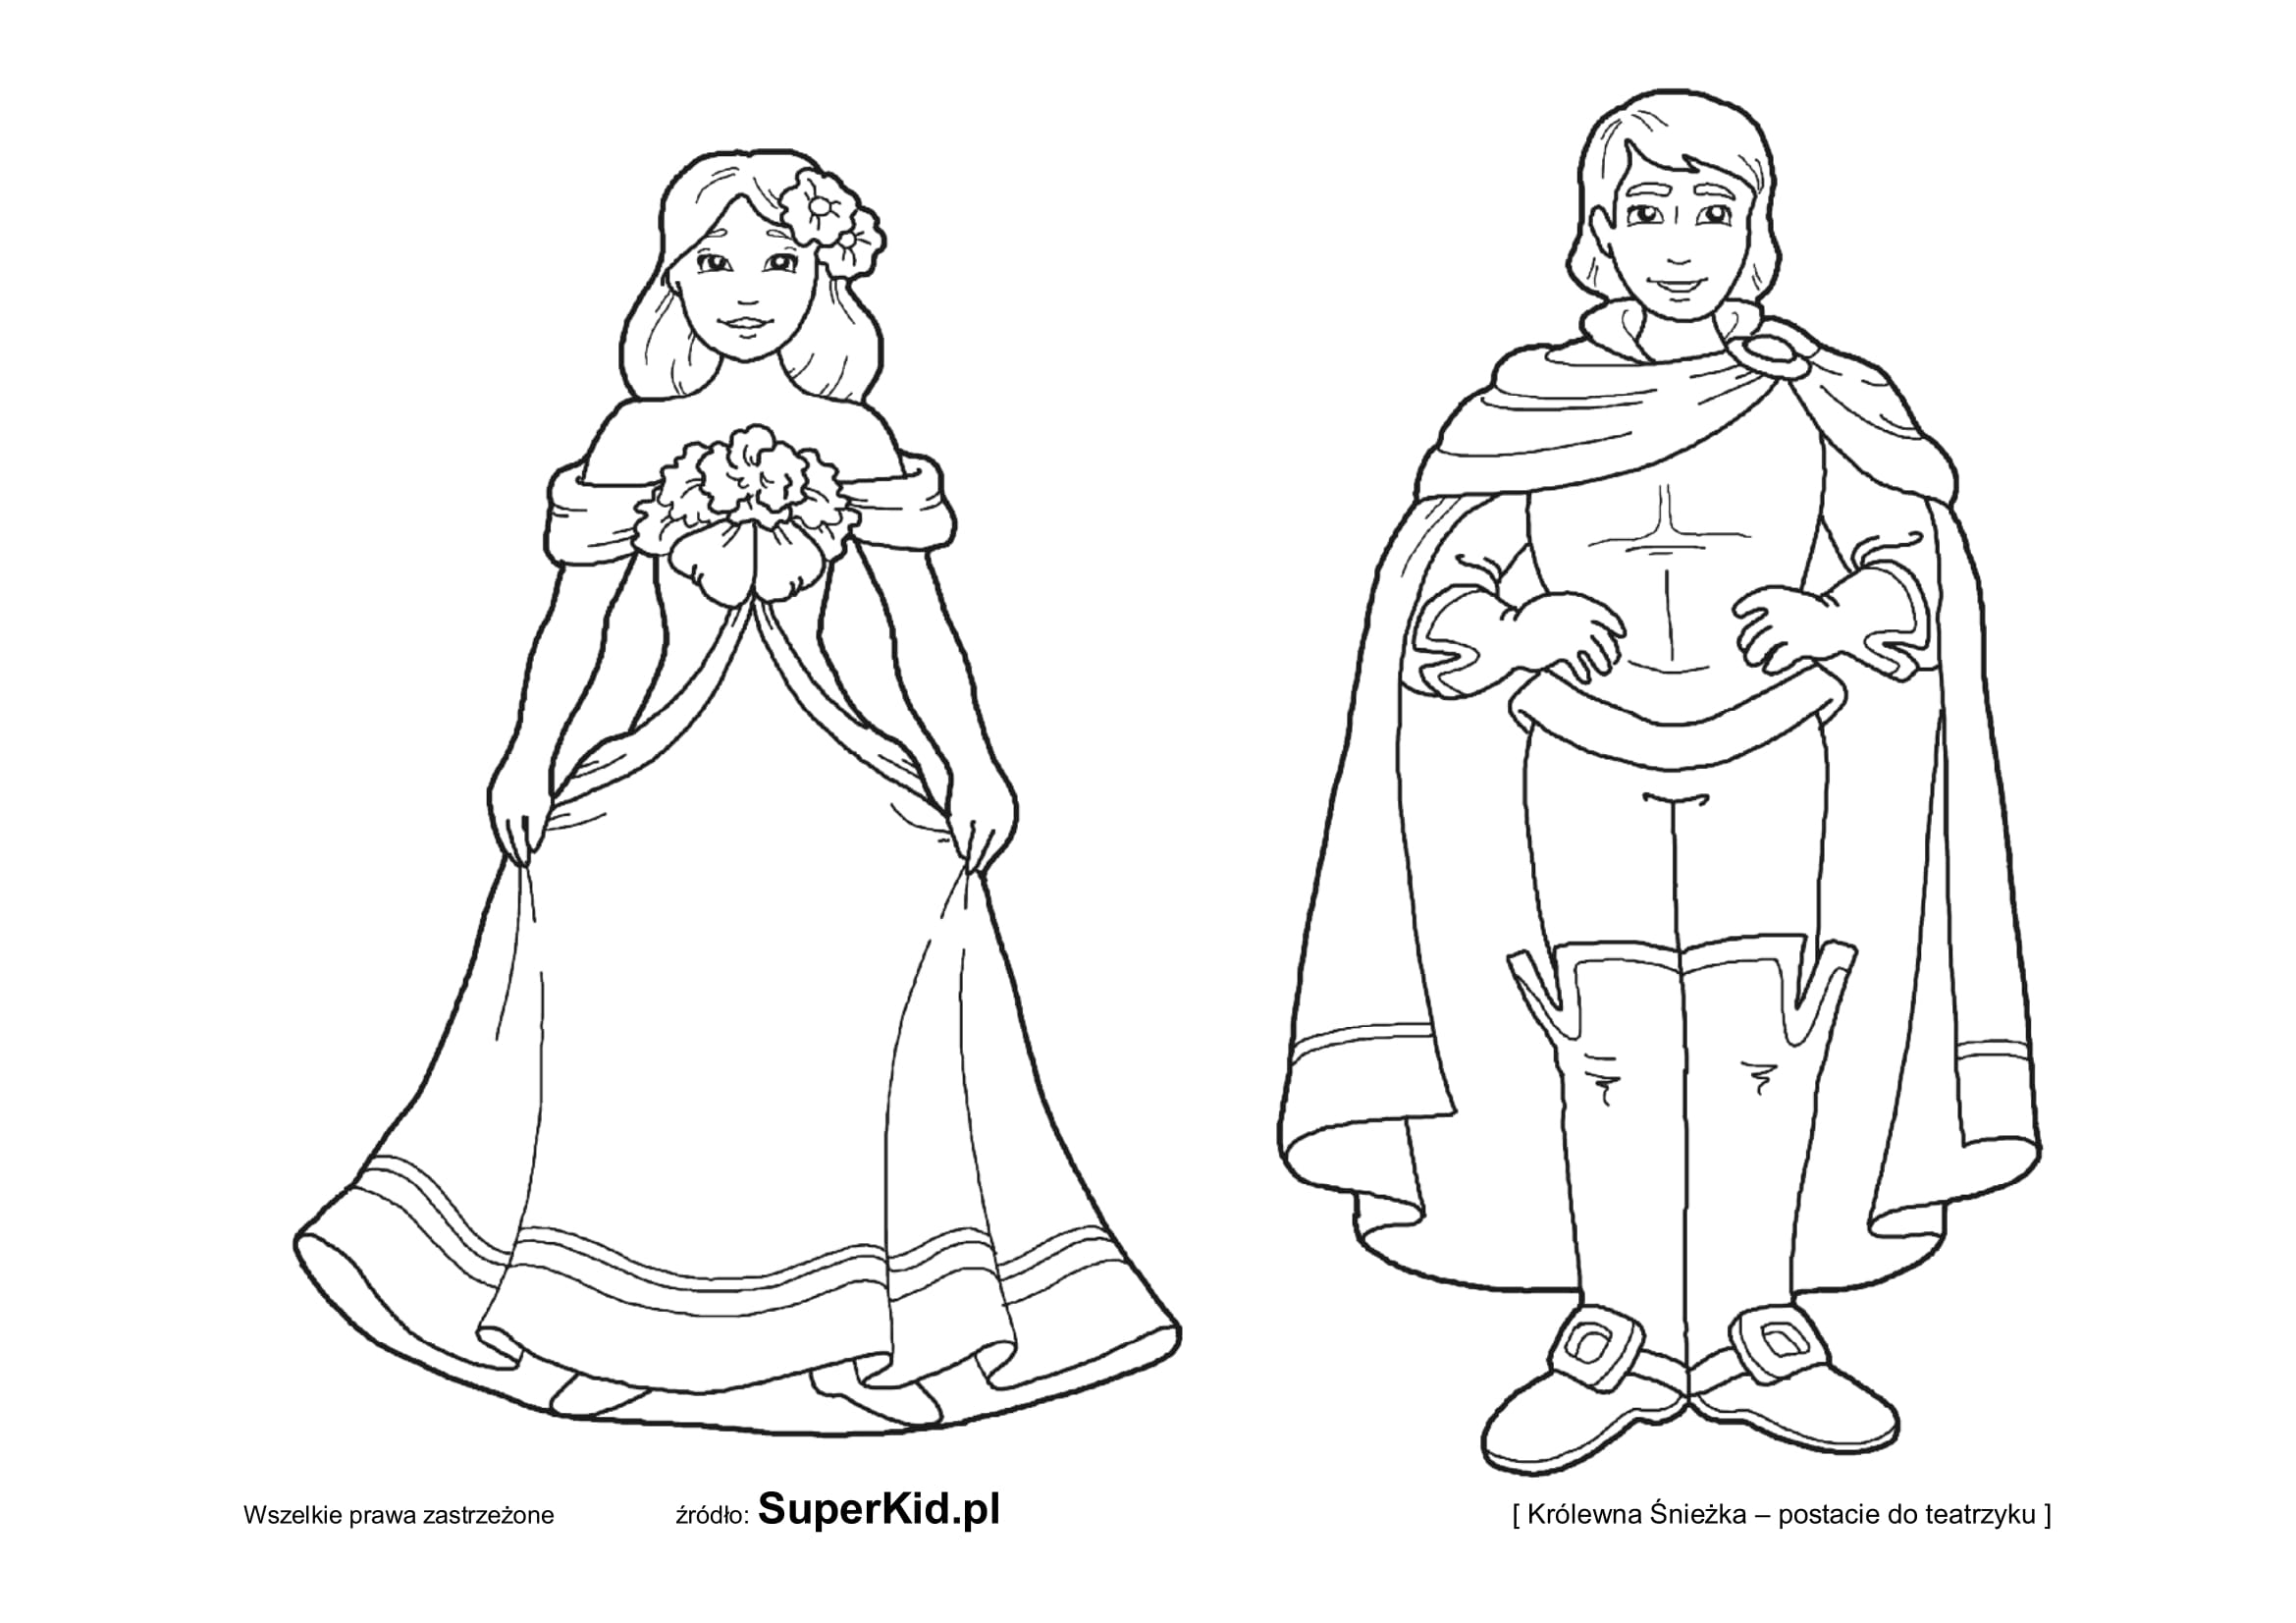 Wszelkie prawa zastrzeżone źródło: SuperKid.pl [ Królewna Śnieżka – postacie do teatrzyku ]